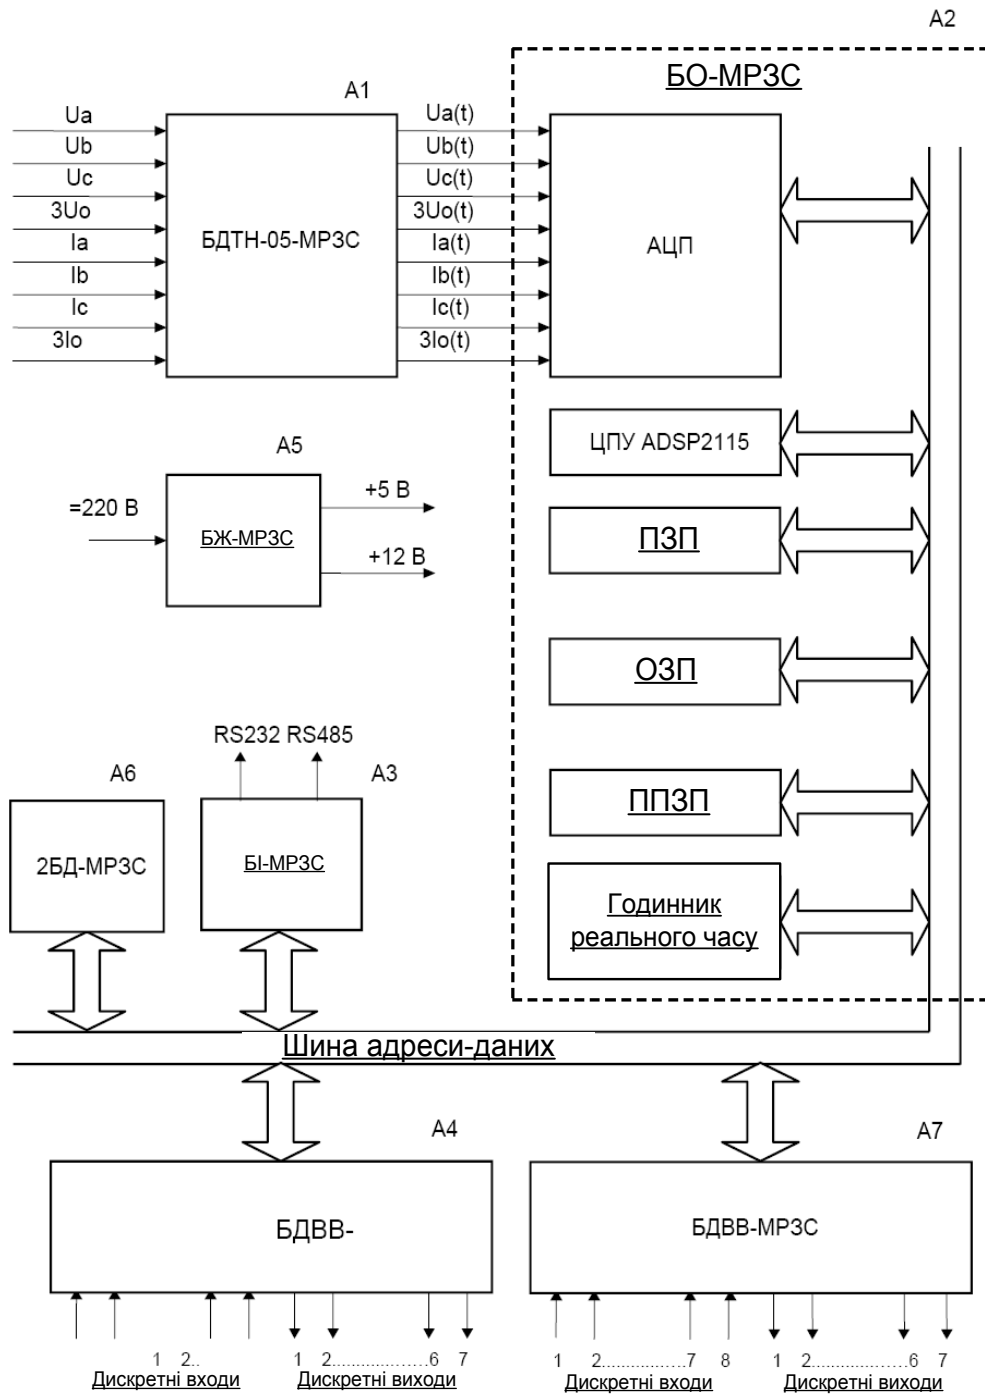 A2
БО-МРЗС
A1
Ua
Ub
Uc
3Uo
Ia
Ib
Ic
3Io
БДТН-05-МРЗС
Ua(t)
Ub(t)
Uc(t)
3Uo(t)
Ia(t)
Ib(t)
Ic(t)
3Io(t)
АЦП
ЦПУ ADSP2115
A5
=220 В
БЖ-МРЗС
+5 В
+12 В
ПЗП
ОЗП
RS232 RS485
A6
A3
2БД-МРЗС
БІ-МРЗС
ППЗП
Годинник
реального часу
Шина адреси-даних
A4
A7
БДВВ-
БДВВ-МРЗС
1 2..
1 2..................6 7
1 2...............7 8
1 2..................6 7
Дискретні входи
Дискретні виходи
Дискретні входи
Дискретні виходи